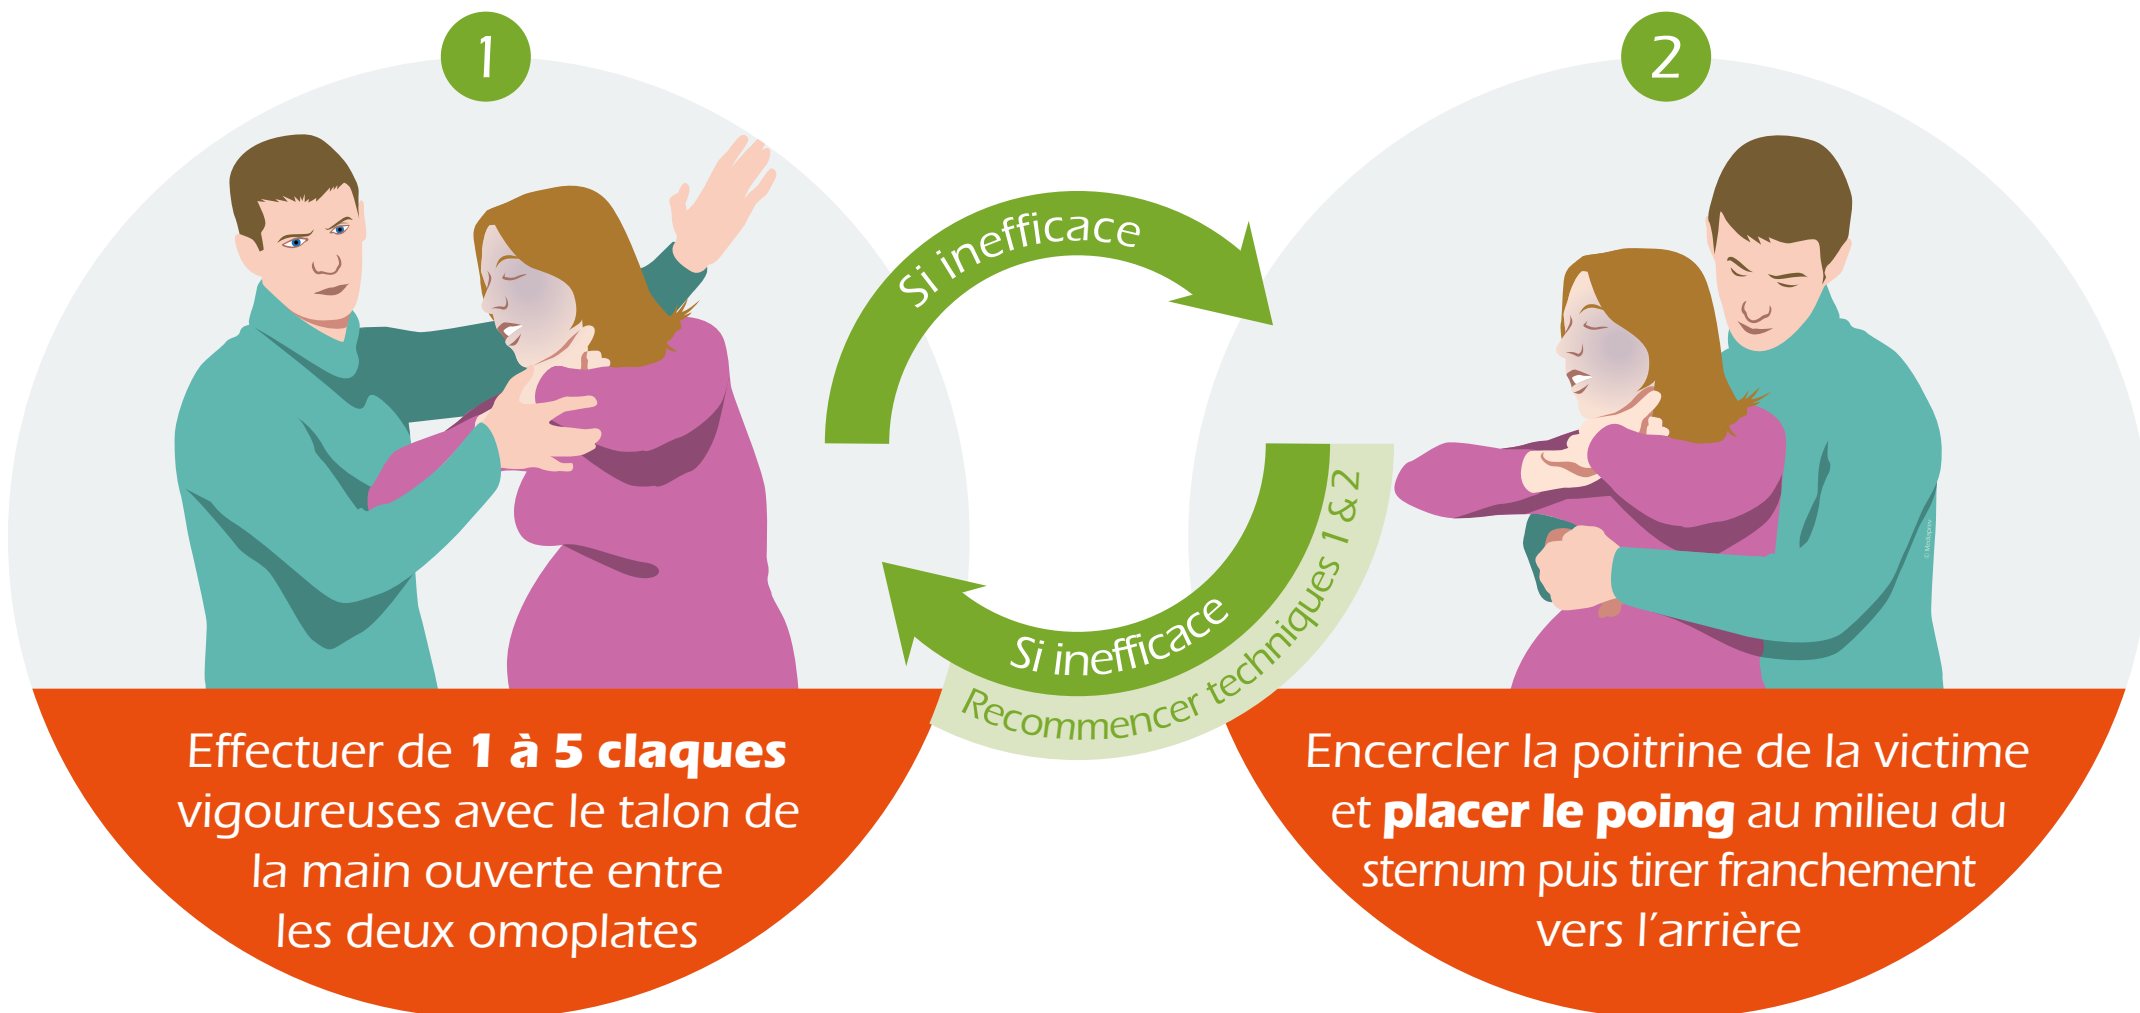 1
Si inefficace
2
Si inefficace
Recommencer techniques 1 & 2
Effectuer de 1 à 5 claques
vigoureuses avec le talon de
la main ouverte entre
les deux omoplates
Encercler la poitrine de la victime
et placer le poing au milieu du
sternum puis tirer franchement
vers l'arrière